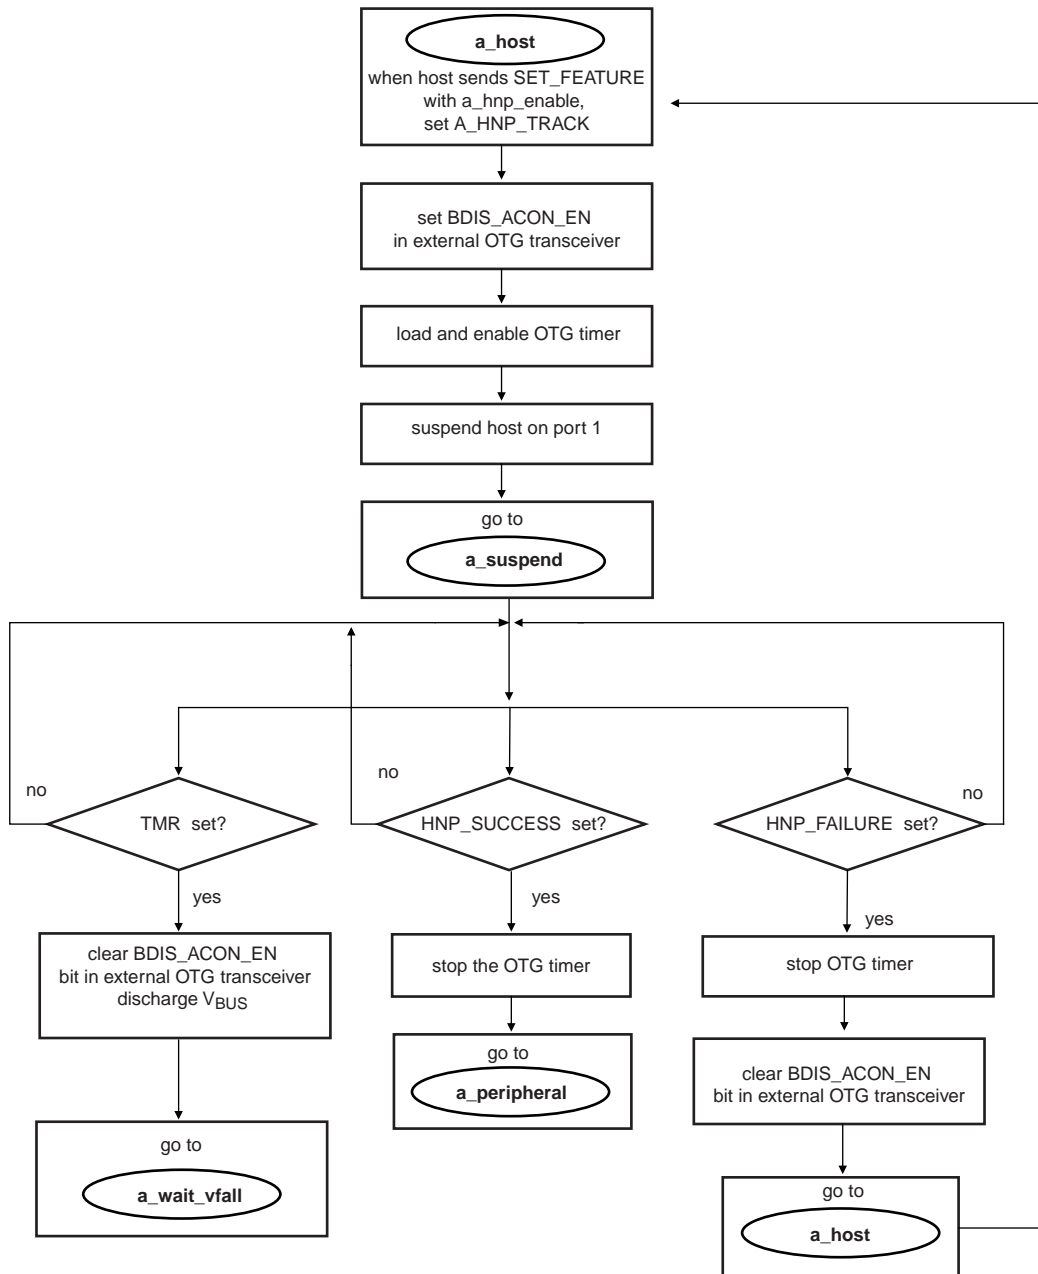 a_host
when host sends SET_FEATURE
with a_hnp_enable,
set A_HNP_TRACK
set BDIS_ACON_EN
in external OTG transceiver
load and enable OTG timer
suspend host on port 1
go to
a_suspend
no
no
no
TMR set?
HNP_SUCCESS set?
HNP_FAILURE set?
yes
yes
yes
clear BDIS_ACON_EN
bit in external OTG transceiver
discharge VBUS
stop the OTG timer
stop OTG timer
go to
a_peripheral
clear BDIS_ACON_EN
bit in external OTG transceiver
go to
a_wait_vfall
go to
a_host